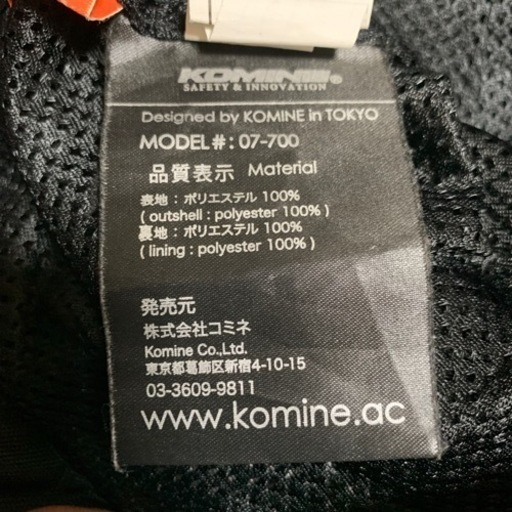 KOMINE®
SAFETY & INNOVATION
Designed by KOMINE in TOKYO
MODEL#: 07-700
品質表示 Material
表地 : ポリエステル 100%
( outshell : polyester 100% )
裏地 : ポリエステル 100%
( lining : polyester 100% )
発売元
株式会社コミネ
Komine Co.,Ltd.
東京都葛飾区新宿4-10-15
03-3609-9811
www.komine.ac